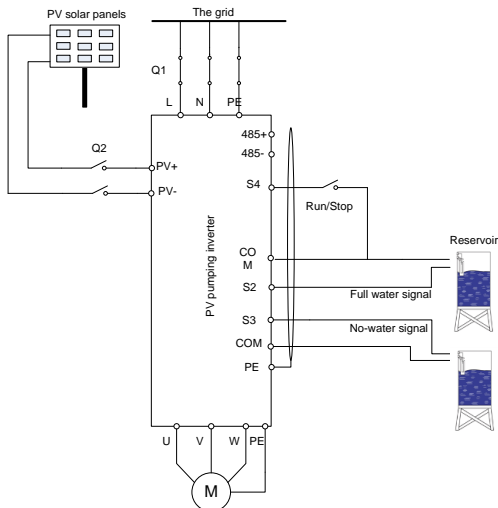 PV solar panels
The grid
Q1
L
N
PE
Q2
485+
485-
PV+
PV-
S4
Run/Stop
PV pumping inverter
CO
M
Reservoir
S2
Full water signal
S3
No-water signal
COM
PE
U
V
W
PE
M